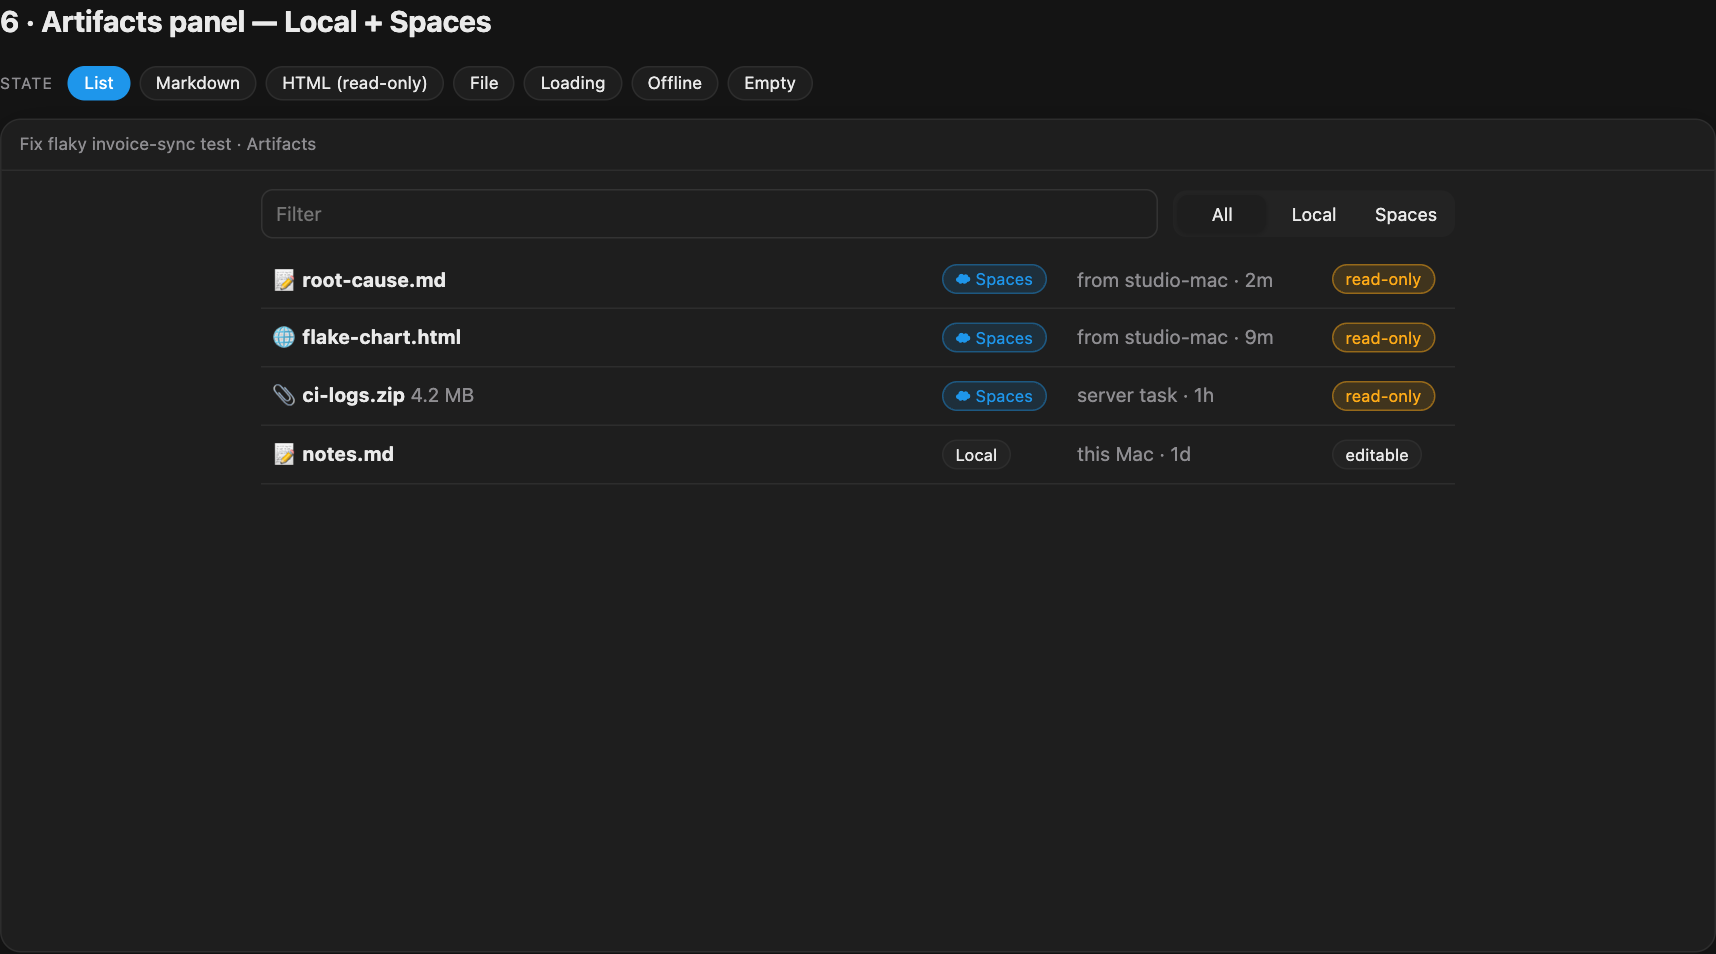 6 · Artifacts panel — Local + Spaces
STATE List Markdown HTML (read-only) File Loading Offline Empty
Fix flaky invoice-sync test · Artifacts
Filter All Local Spaces
root-cause.md Spaces from studio-mac · 2m read-only
flake-chart.html Spaces from studio-mac · 9m read-only
ci-logs.zip 4.2 MB Spaces server task · 1h read-only
notes.md Local this Mac · 1d editable